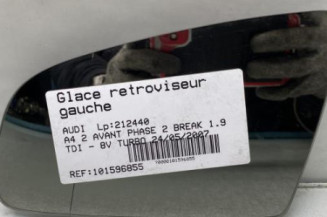 Glace retroviseur
gauche
AUDI Lp:212440
A4 2 AVANT PHASE 2 BREAK 1.9
TDI - 8V TURBO 24/05/2007
REF:101596855